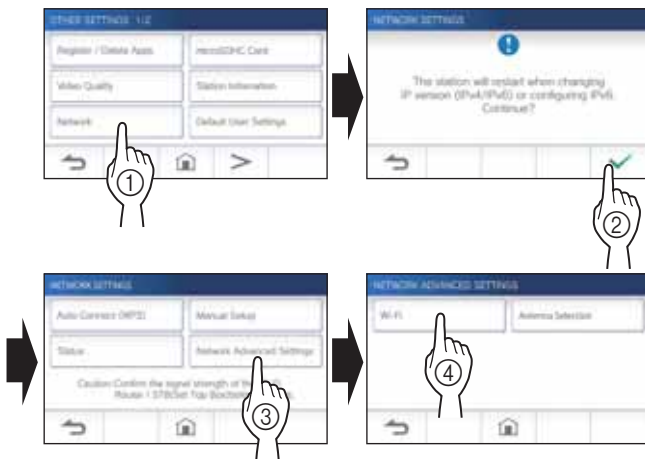 OTHER SETTINGS 1/2
Register / Delete Apps
microSDHC Card
Video Quality
Station Information
Network
Default User Settings
1
NETWORK SETTINGS
The station will restart when changing
IP version (IPv4/IPv6) or configuring IPv6.
Continue?
2
NETWORK SETTINGS
Auto Connect (WPS)
Manual Setup
Status
Network Advanced Settings
Caution: Confirm the signal strength of the
Router / STB(Set Top Box)
3
NETWORK ADVANCED SETTINGS
Wi-Fi
Antenna Selection
4